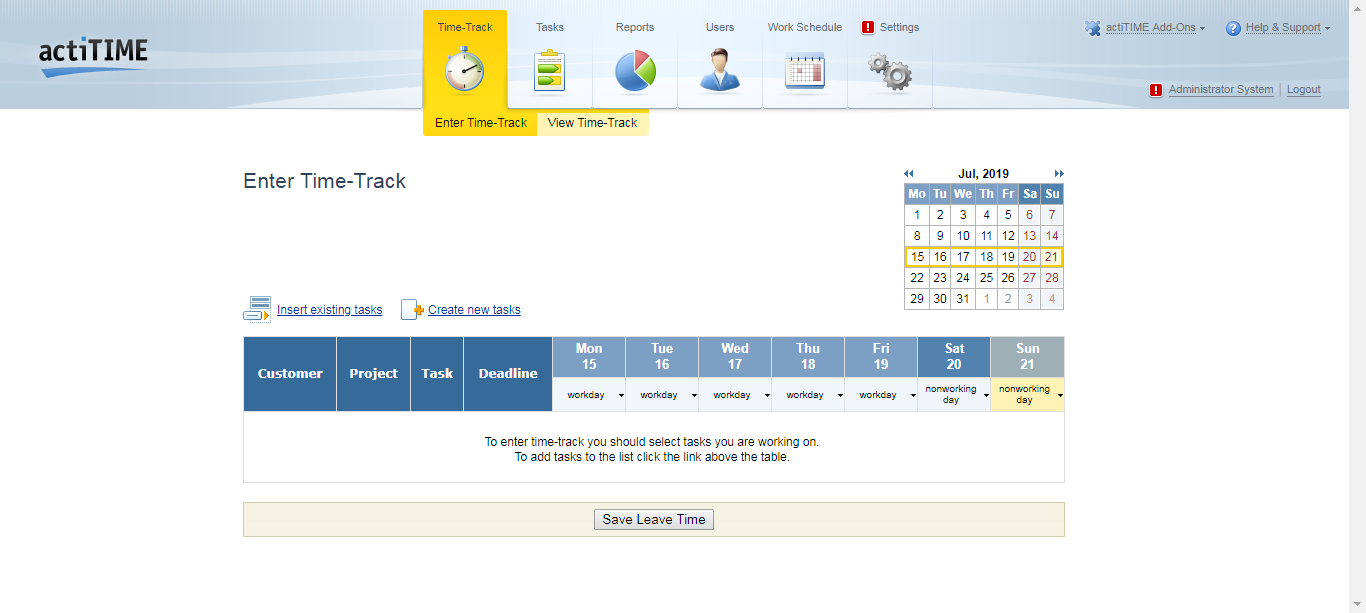 actiTIME
Time-Track
Tasks
Reports
Users
Work Schedule
! Settings
actiTIME Add-Ons
? Help & Support
! Administrator System
Logout
Enter Time-Track
View Time-Track
Enter Time-Track
Jul, 2019
Mo Tu We Th Fr Sa Su
1 2 3 4 5 6 7
8 9 10 11 12 13 14
15 16 17 18 19 20 21
22 23 24 25 26 27 28
29 30 31 1 2 3 4
Insert existing tasks
Create new tasks
Customer
Project
Task
Deadline
Mon
15
Tue
16
Wed
17
Thu
18
Fri
19
Sat
20
Sun
21
workday
workday
workday
workday
workday
nonworking
day
nonworking
day
To enter time-track you should select tasks you are working on.
To add tasks to the list click the link above the table.
Save Leave Time